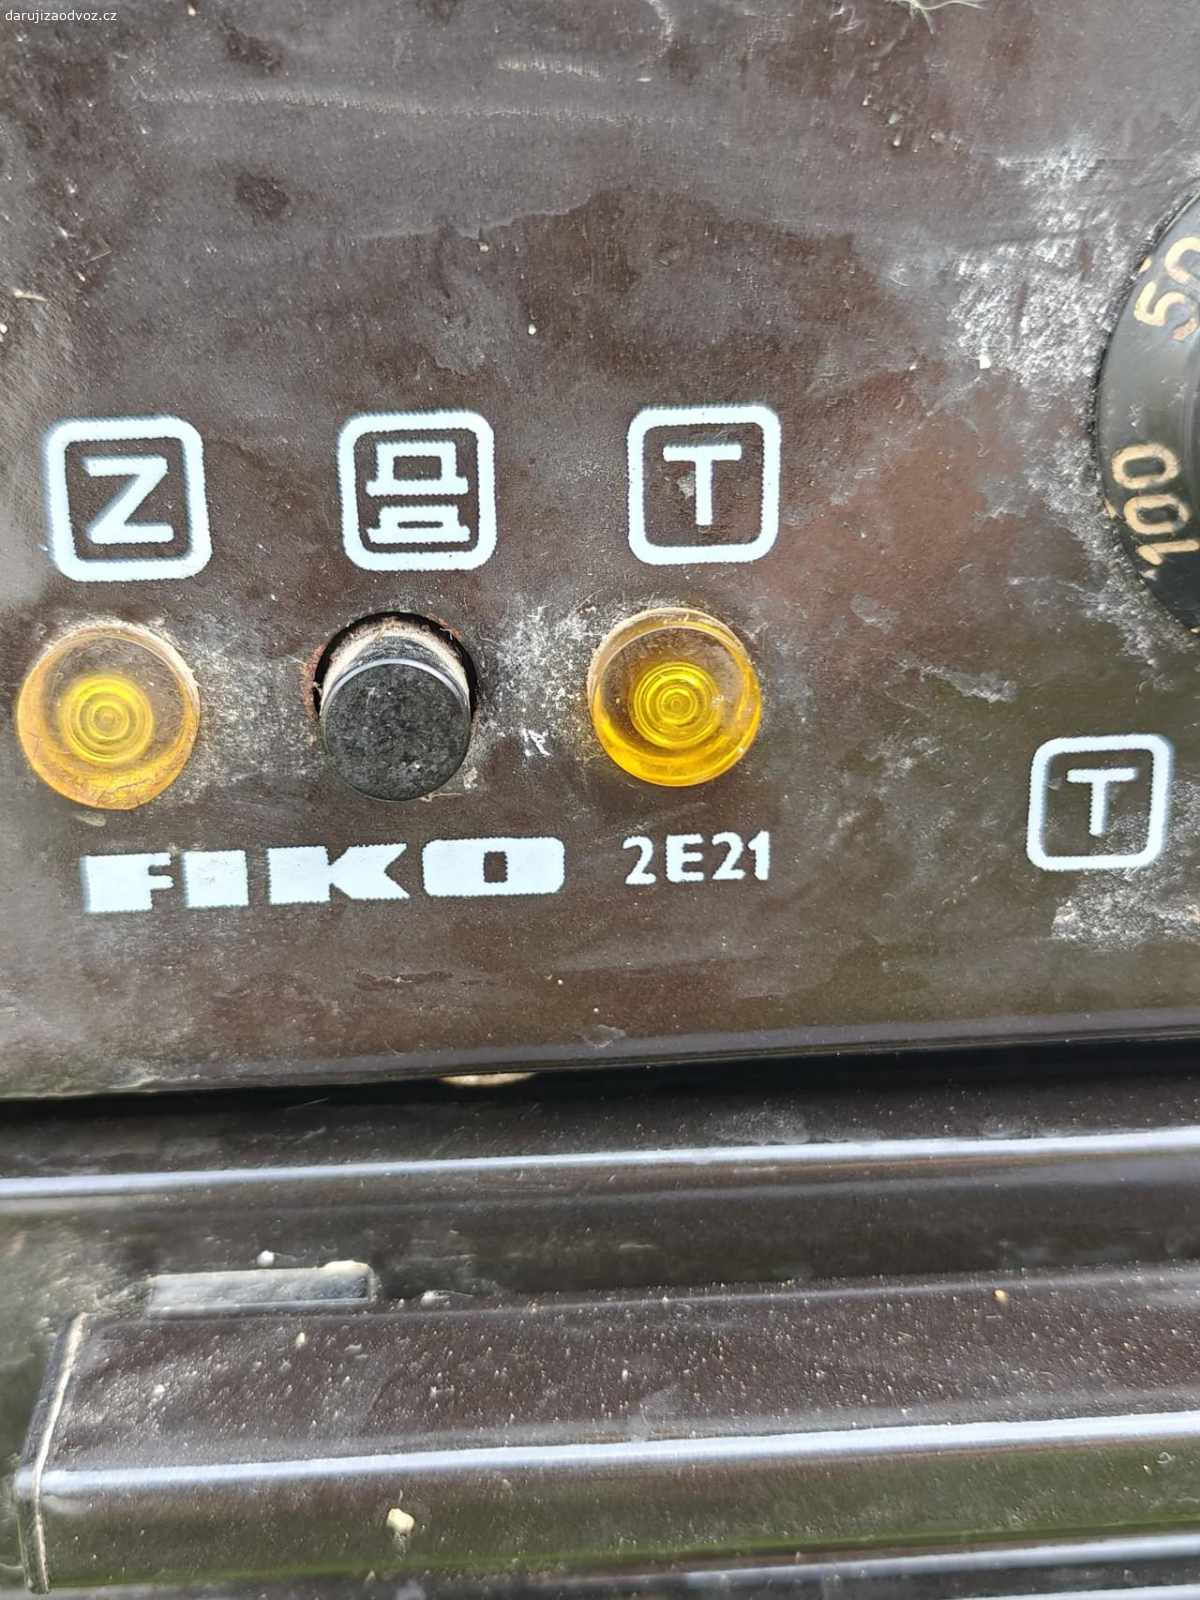 darujizaodvoz.cz
50
100
Z T
T
FIKO 2E21